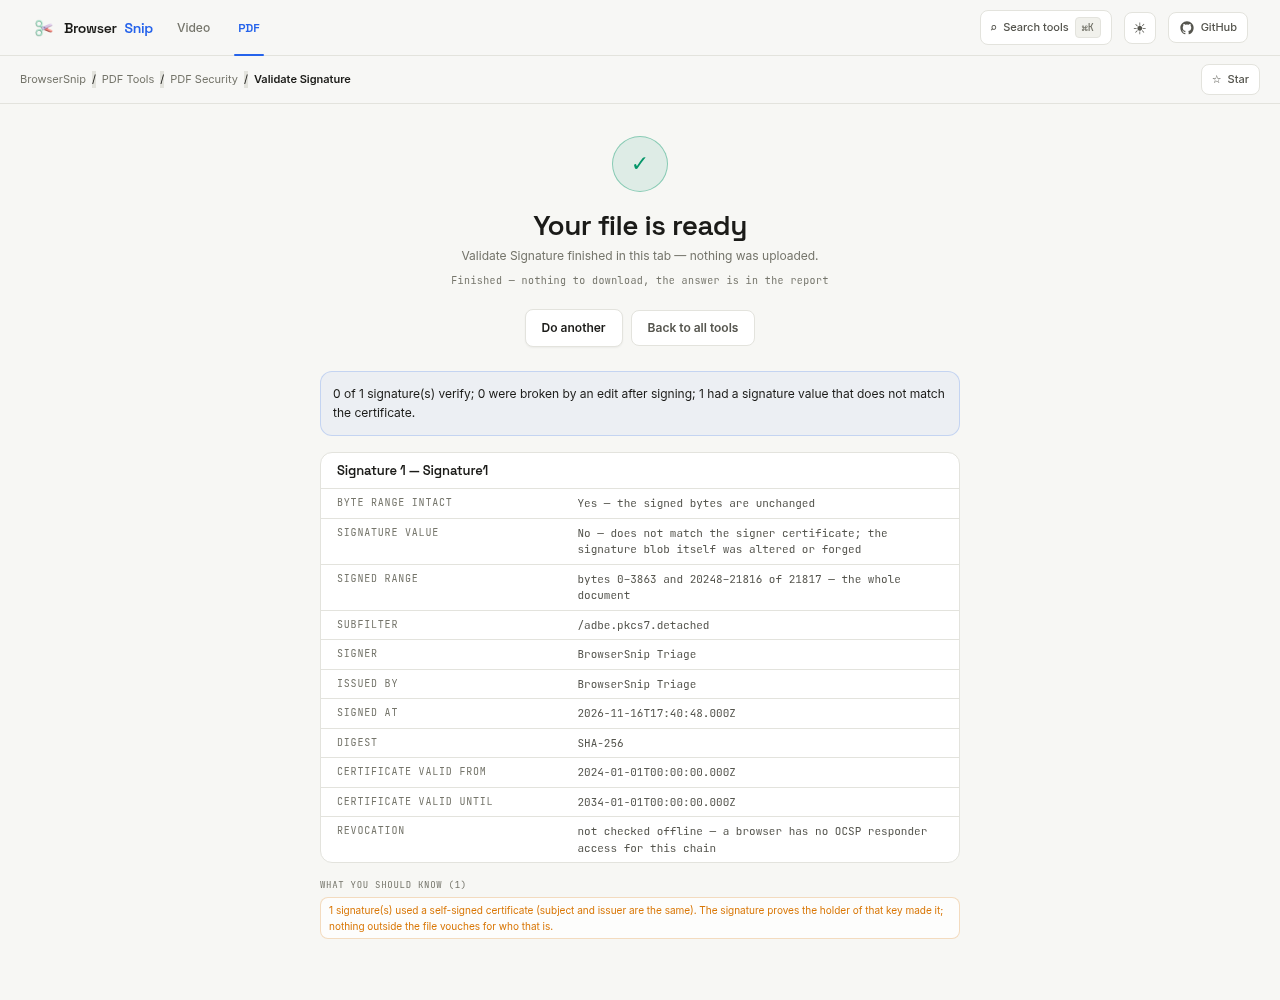 Browser Snip Video PDF Search tools ⌘K GitHub
BrowserSnip / PDF Tools / PDF Security / Validate Signature ☆ Star
✓
Your file is ready
Validate Signature finished in this tab — nothing was uploaded.
Finished — nothing to download, the answer is in the report
Do another Back to all tools
0 of 1 signature(s) verify; 0 were broken by an edit after signing; 1 had a signature value that does not match
the certificate.
Signature 1 — Signature1
BYTE RANGE INTACT Yes — the signed bytes are unchanged
SIGNATURE VALUE No — does not match the signer certificate; the
signature blob itself was altered or forged
SIGNED RANGE bytes 0–3863 and 20248–21816 of 21817 — the whole
document
SUBFILTER /adbe.pkcs7.detached
SIGNER BrowserSnip Triage
ISSUED BY BrowserSnip Triage
SIGNED AT 2026-11-16T17:40:48.000Z
DIGEST SHA-256
CERTIFICATE VALID FROM 2024-01-01T00:00:00.000Z
CERTIFICATE VALID UNTIL 2034-01-01T00:00:00.000Z
REVOCATION not checked offline — a browser has no OCSP responder
access for this chain
WHAT YOU SHOULD KNOW (1)
1 signature(s) used a self-signed certificate (subject and issuer are the same). The signature proves the holder of that key made it;
nothing outside the file vouches for who that is.